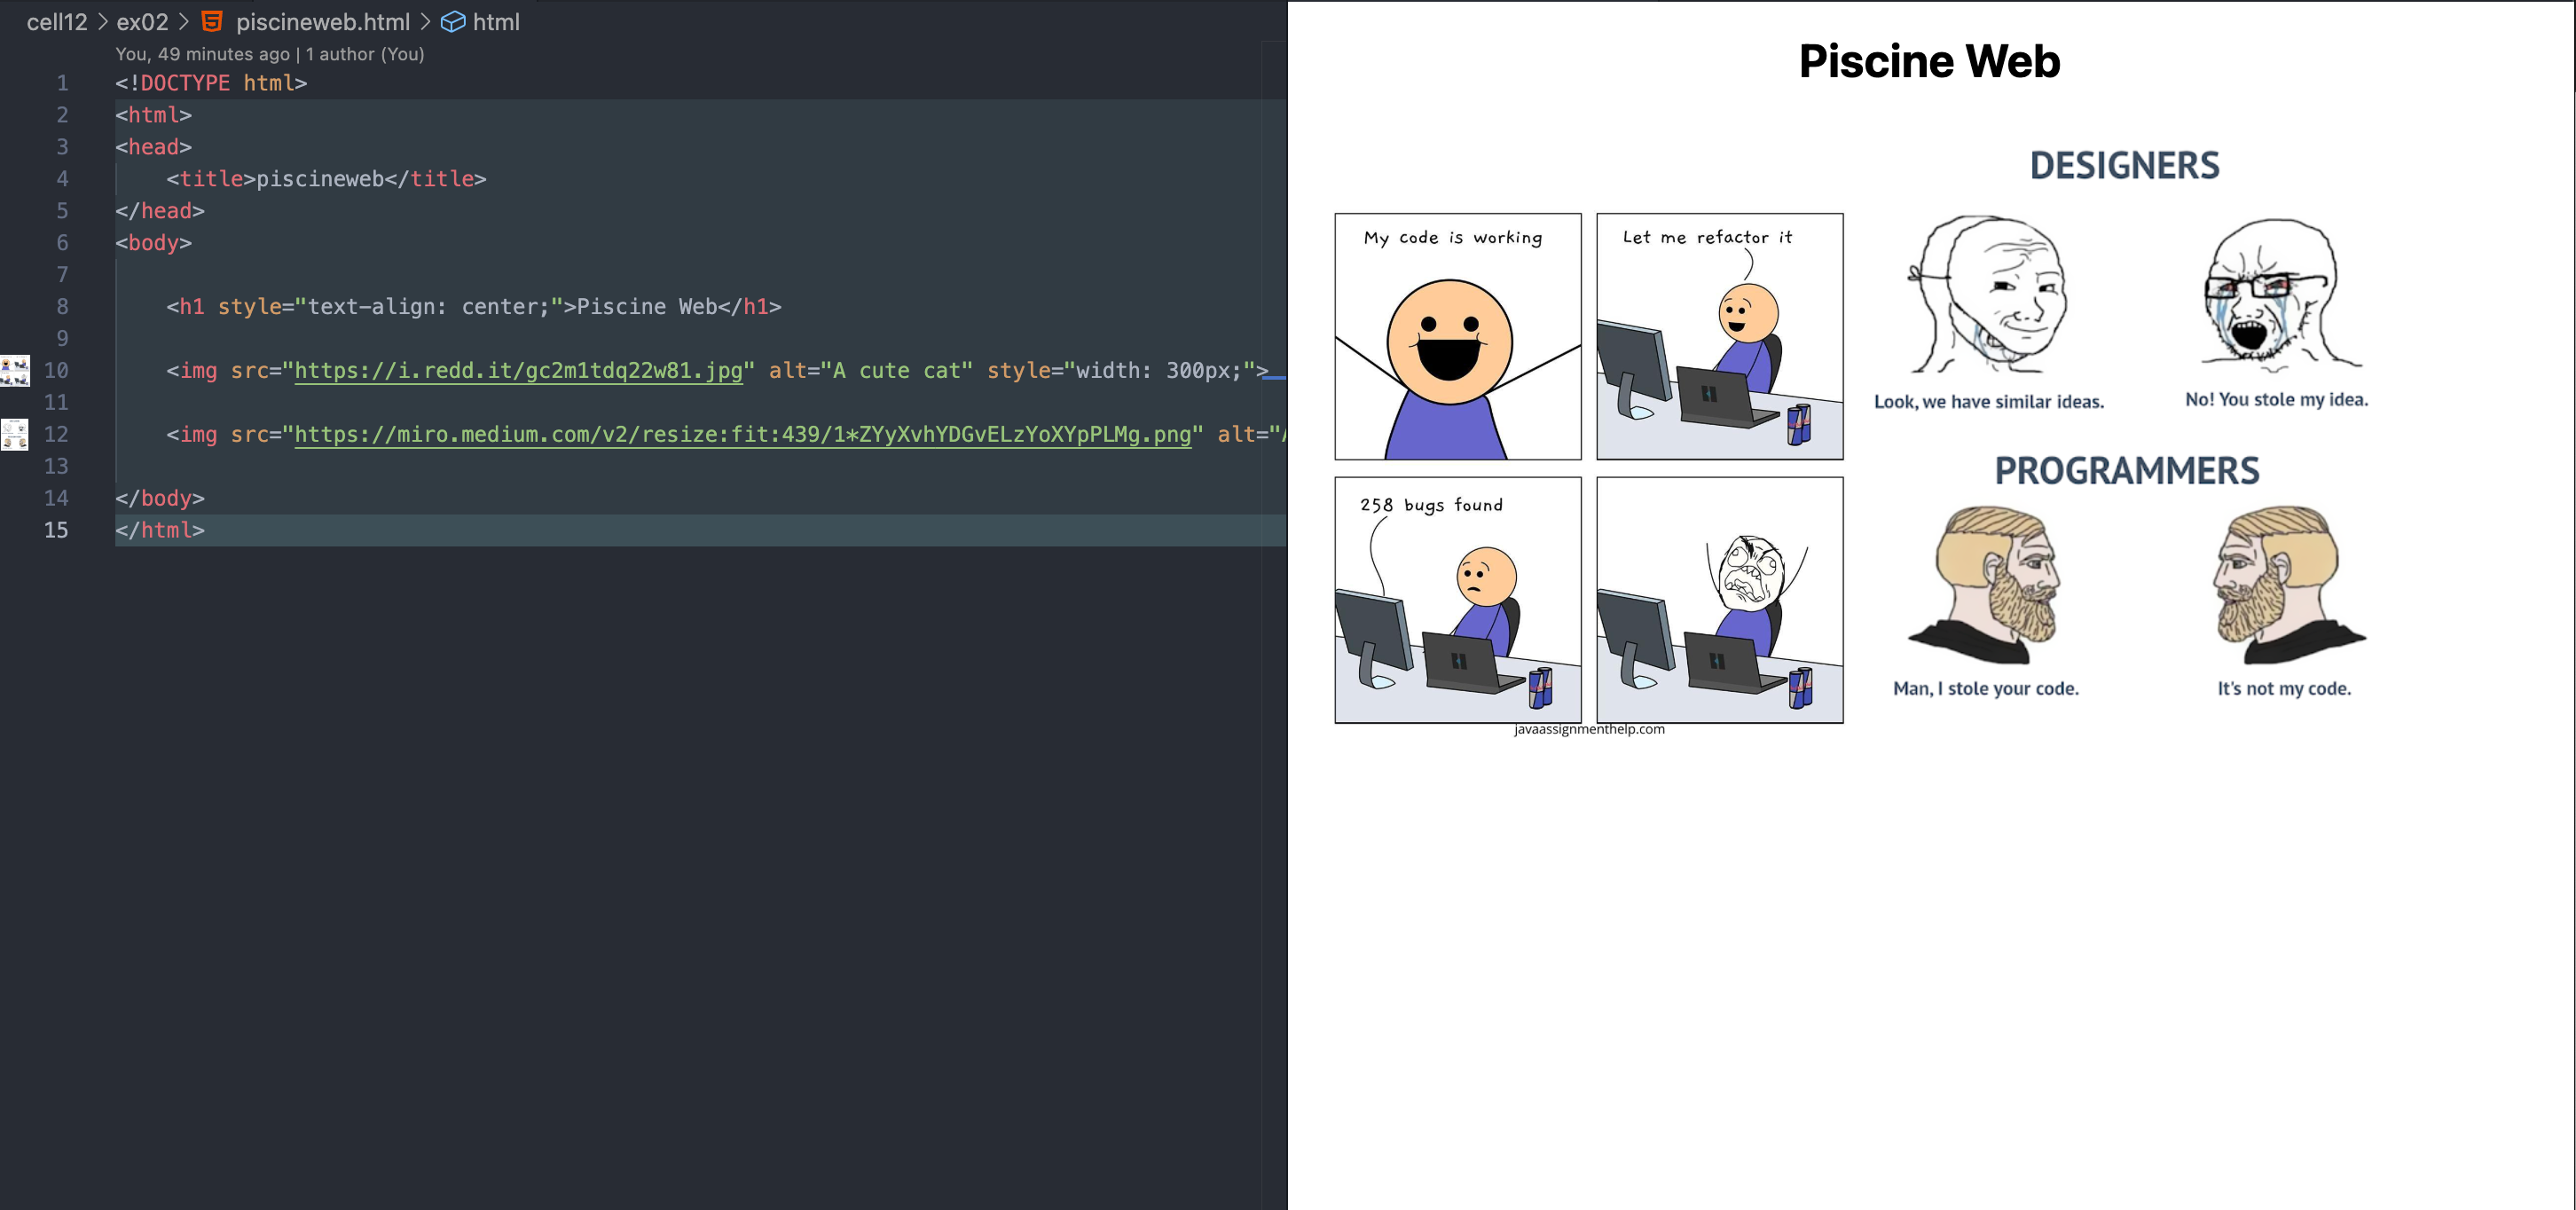 cell12 > ex02 > piscineweb.html > html
You, 49 minutes ago | 1 author (You)
1 <!DOCTYPE html>
2 <html>
3 <head>
4 <title>piscineweb</title>
5 </head>
6 <body>
7
8 <h1 style="text-align: center;">Piscine Web</h1>
9
10 <img src="https://i.redd.it/gc2m1tdq22w81.jpg" alt="A cute cat" style="width: 300px;">
11
12 <img src="https://miro.medium.com/v2/resize:fit:439/1*ZYyXvhYDGvELzYoXYpPLMg.png" alt="
13
14 </body>
15 </html>
Piscine Web
My code is working
Let me refactor it
258 bugs found
javaassignmenthelp.com
DESIGNERS
Look, we have similar ideas.
No! You stole my idea.
PROGRAMMERS
Man, I stole your code.
It's not my code.